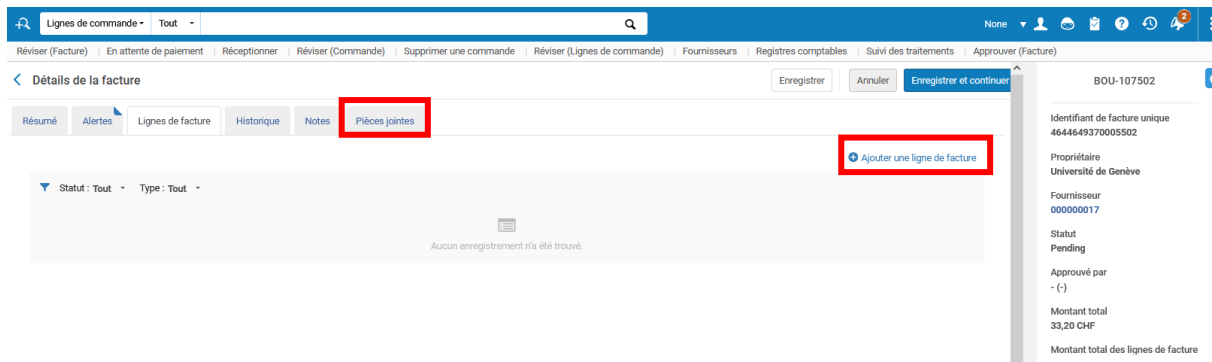 Lignes de commande Tout None 2
Réviser (Facture) | En attente de paiement | Réceptionner | Réviser (Commande) | Supprimer une commande | Réviser (Lignes de commande) | Fournisseurs | Registres comptables | Suivi des traitements | Approuver (Facture)
Détails de la facture Enregistrer Annuler Enregistrer et continuer
Résumé Alertes Lignes de facture Historique Notes Pièces jointes
Ajouter une ligne de facture
Statut : Tout Type : Tout
Aucun enregistrement n'a été trouvé.
BOU-107502
Identifiant de facture unique
4644649370005502
Propriétaire
Université de Genève
Fournisseur
000000017
Statut
Pending
Approuvé par
- (-)
Montant total
33,20 CHF
Montant total des lignes de facture